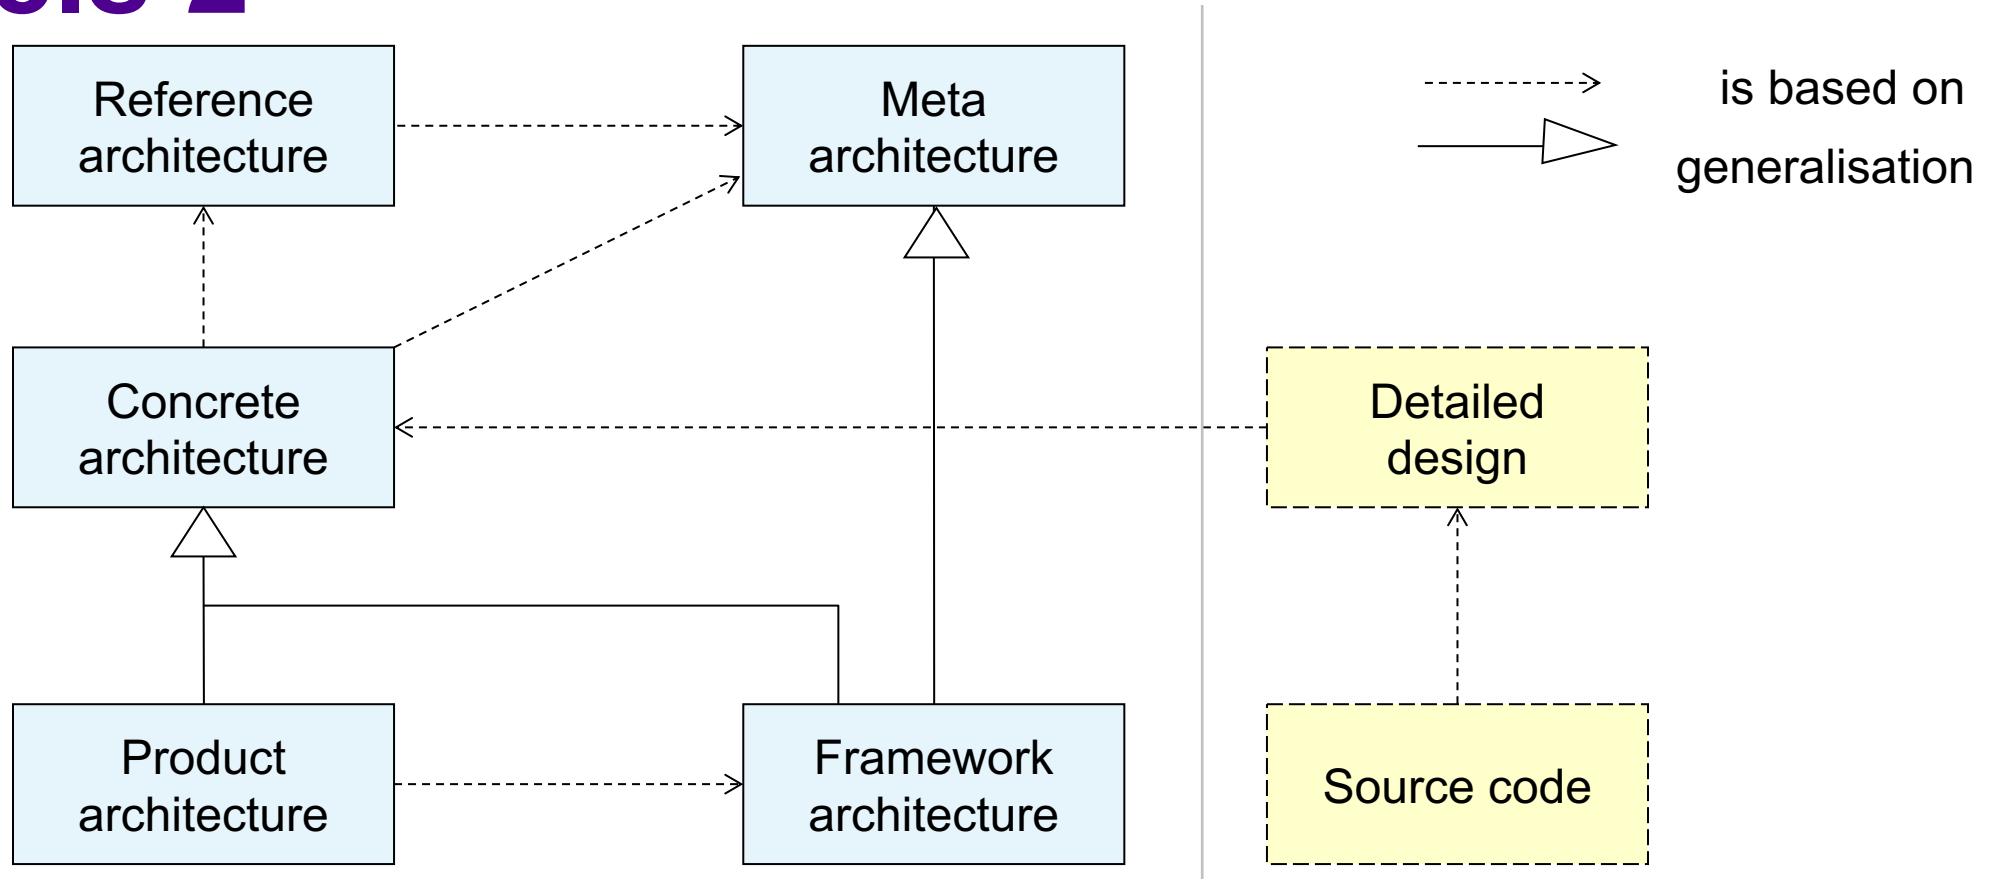 Reference
architecture
Meta
architecture
is based on
generalisation
Concrete
architecture
Detailed
design
Product
architecture
Framework
architecture
Source code